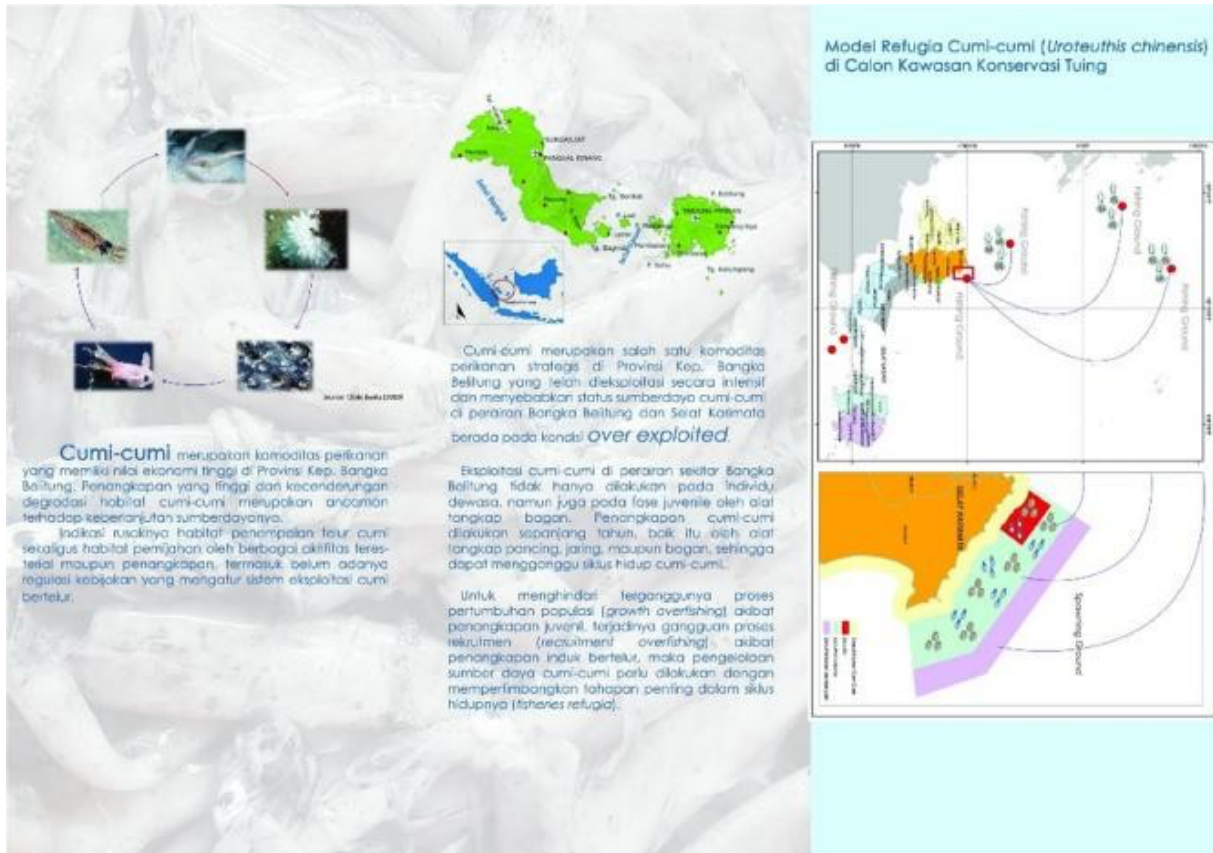 Cumi-cumi merupakan komoditas perikanan
yang memiliki nilai ekonomi tinggi di Provinsi Kep. Bangka
Belitung. Penangkapan yang tinggi dan kecenderungan
degradasi habitat cumi-cumi merupakan ancaman
terhadap keberlanjutan sumberdayanya.
Indikasi rusaknya habitat penempelan telur cumi
sekaligus habitat pemijahan oleh berbagai aktifitas teres-
terial maupun penangkapan, termasuk belum adanya
regulasi kebijakan yang mengatur sistem eksploitasi cumi
bertelur.
PANGKAL PINANG
Selat Bangka
Cumi-cumi merupakan salah satu komoditas
perikanan strategis di Provinsi Kep. Bangka
Belitung yang telah dieksploitasi secara intensif
dan menyebabkan status sumberdaya cumi-cumi
di perairan Bangka Belitung dan Selat Karimata
berada pada kondisi over exploited.
Eksploitasi cumi-cumi di perairan sekitar Bangka
Belitung tidak hanya dilakukan pada individu
dewasa, namun juga pada fase juvenile oleh alat
tangkap bagan. Penangkapan cumi-cumi
dilakukan sepanjang tahun, baik itu oleh alat
tangkap pancing, jaring, maupun bagan, sehingga
dapat mengganggu siklus hidup cumi-cumi.
Untuk menghindari terganggunya proses
pertumbuhan populasi (growth overfishing) akibat
penangkapan juvenil, terjadinya gangguan proses
rekrutmen (recruitment overfishing) akibat
penangkapan induk bertelur, maka pengelolaan
sumber daya cumi-cumi perlu dilakukan dengan
mempertimbangkan tahapan penting dalam siklus
hidupnya (fisheries refugia).
Model Refugia Cumi-cumi (Uroteuthis chinensis)
di Calon Kawasan Konservasi Tuing
Fishing Ground
Fishing Ground
Fishing Ground
Fishing Ground
Fishing Ground
SELAT KARIMATA
Spawning Ground